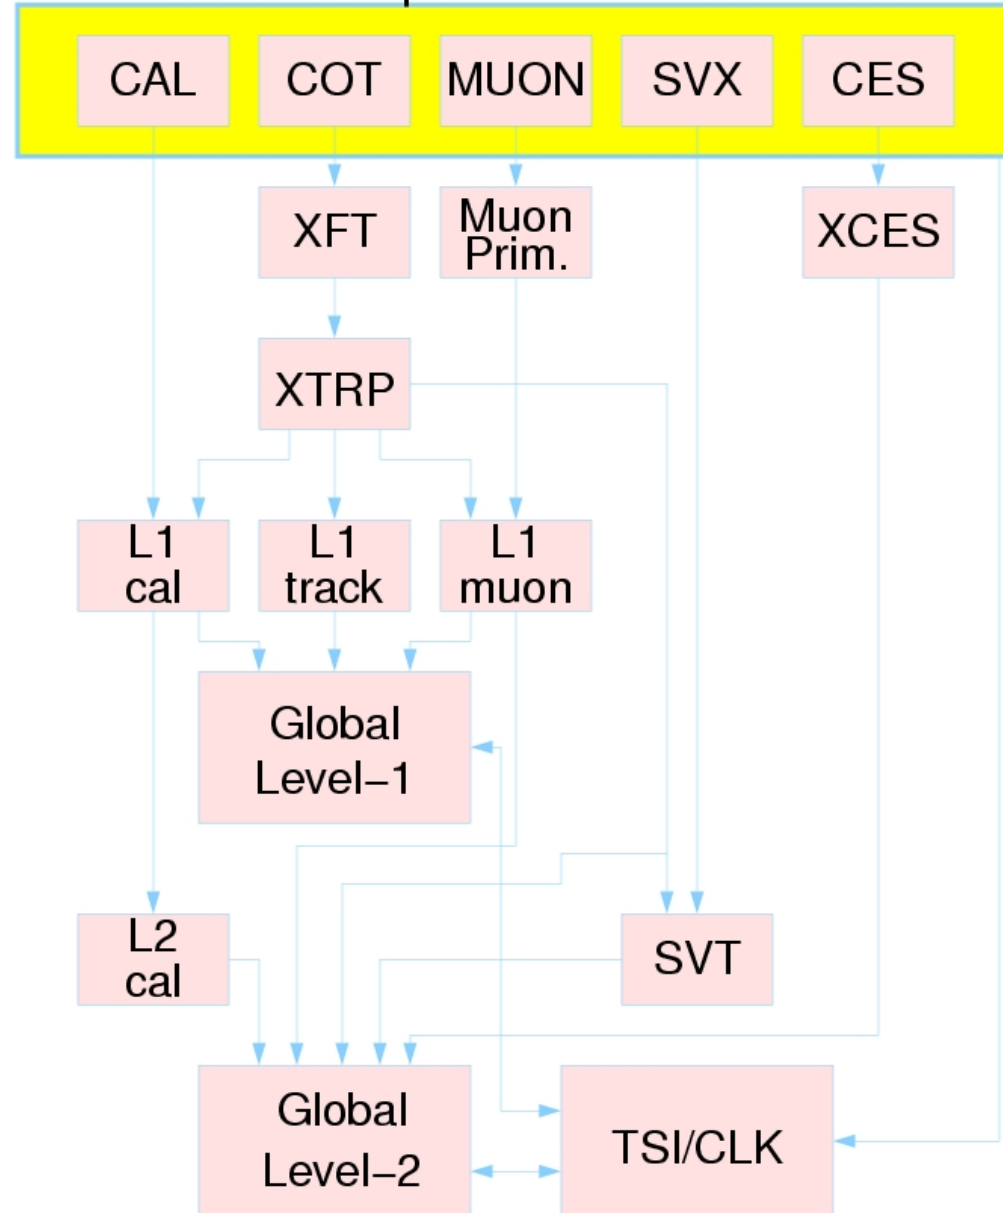 CAL
COT
MUON
SVX
CES
XFT
Muon
Prim.
XCES
XTRP
L1
cal
L1
track
L1
muon
Global
Level–1
L2
cal
SVT
Global
Level–2
TSI/CLK